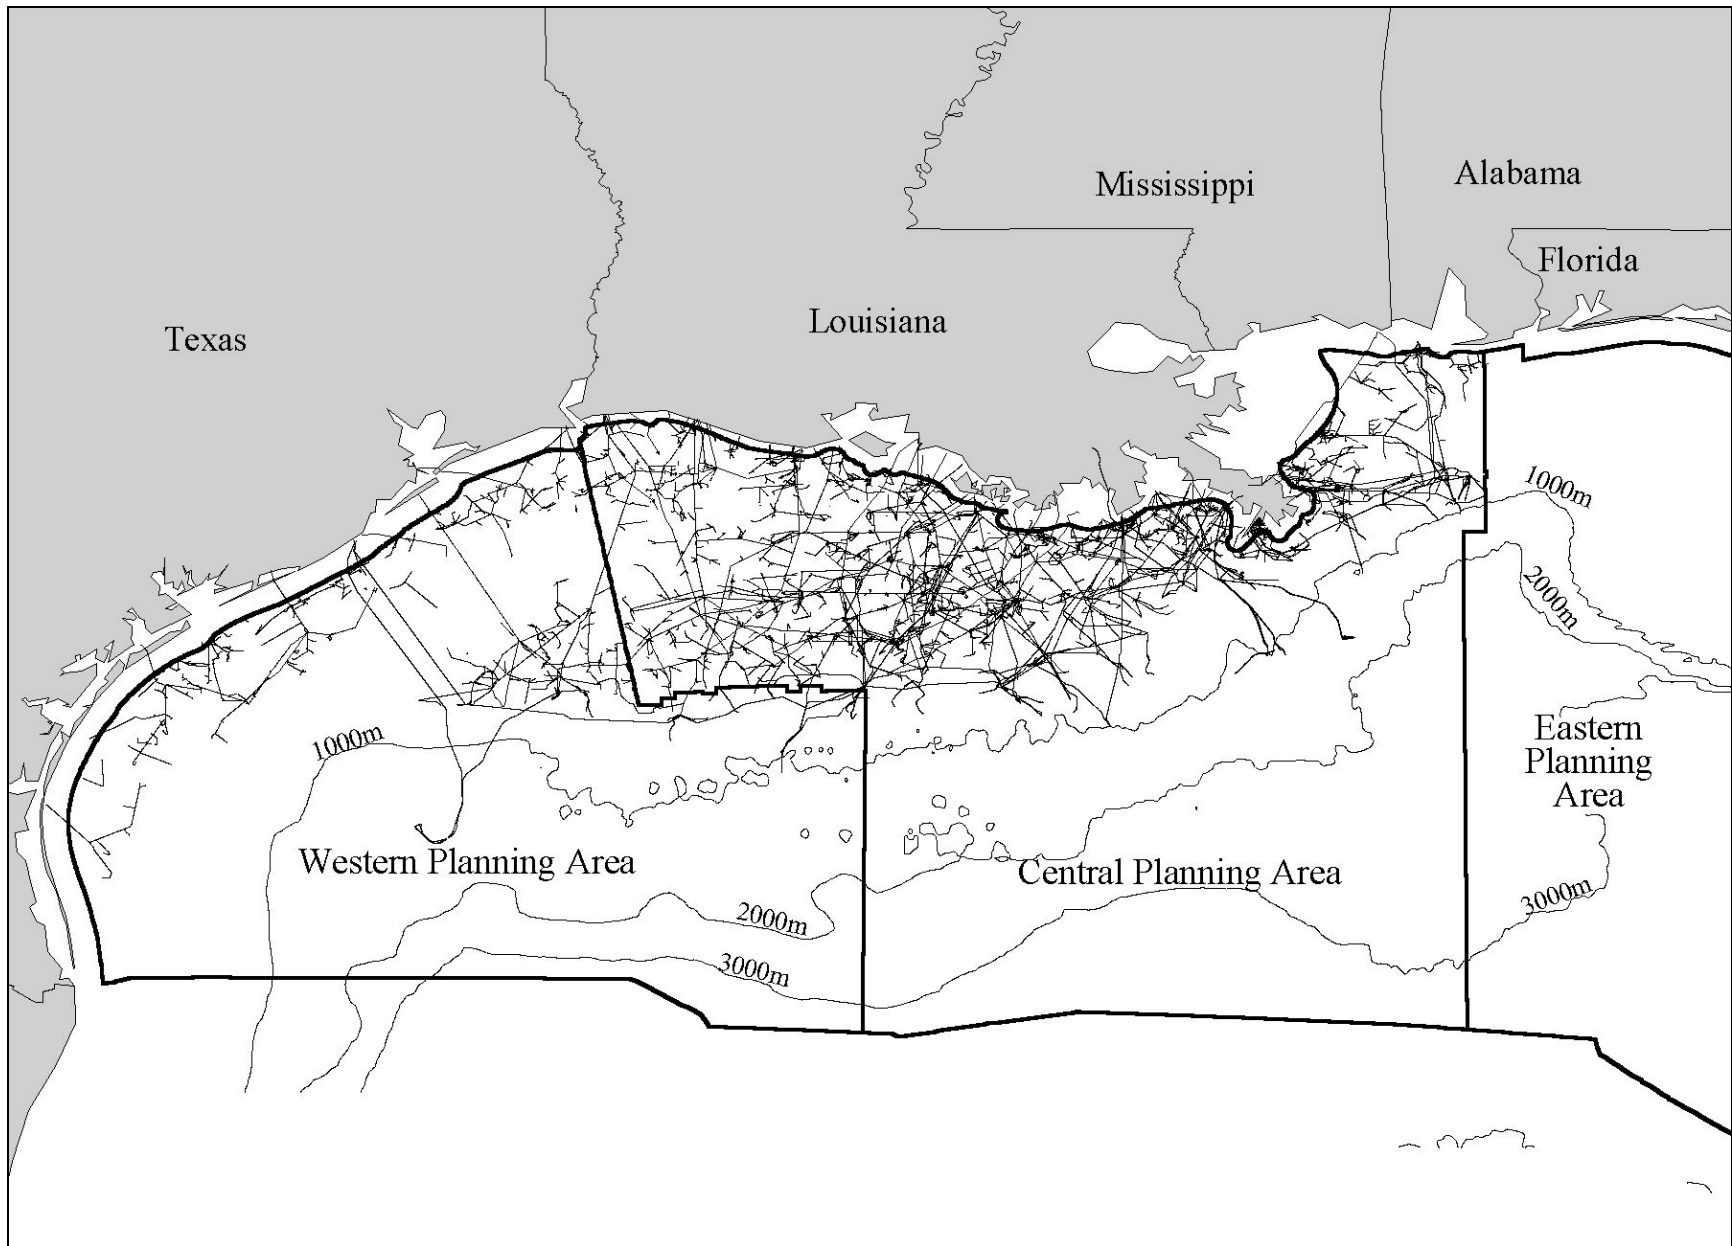 Alabama
Mississippi
Florida
Louisiana
Texas
1000m
2000m
Eastern
Planning
Area
1000m
Western Planning Area
Central Planning Area
2000m
3000m
3000m